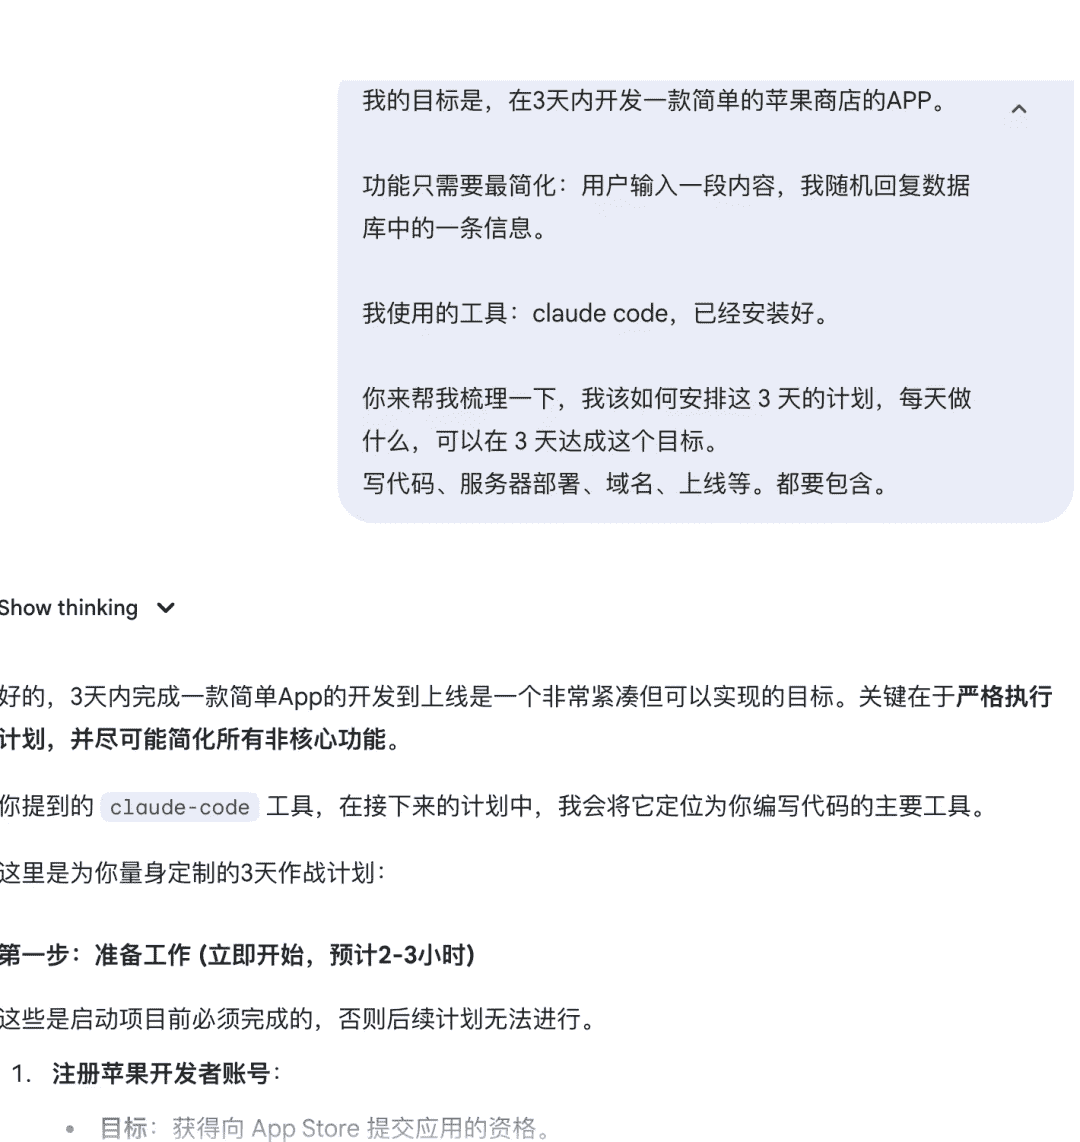 我的目标是，在3天内开发一款简单的苹果商店的APP。
功能只需要最简化：用户输入一段内容，我随机回复数据
库中的一条信息。
我使用的工具：claude code，已经安装好。
你来帮我梳理一下，我该如何安排这 3 天的计划，每天做
什么，可以在 3 天达成这个目标。
写代码、服务器部署、域名、上线等。都要包含。
Show thinking
好的，3天内完成一款简单App的开发到上线是一个非常紧凑但可以实现的目标。关键在于严格执行
计划，并尽可能简化所有非核心功能。
你提到的 claude-code 工具，在接下来的计划中，我会将它定位为你编写代码的主要工具。
这里是为你量身定制的3天作战计划：
第一步：准备工作 (立即开始，预计2-3小时)
这些是启动项目前必须完成的，否则后续计划无法进行。
1. 注册苹果开发者账号：
• 目标：获得向 App Store 提交应用的资格。